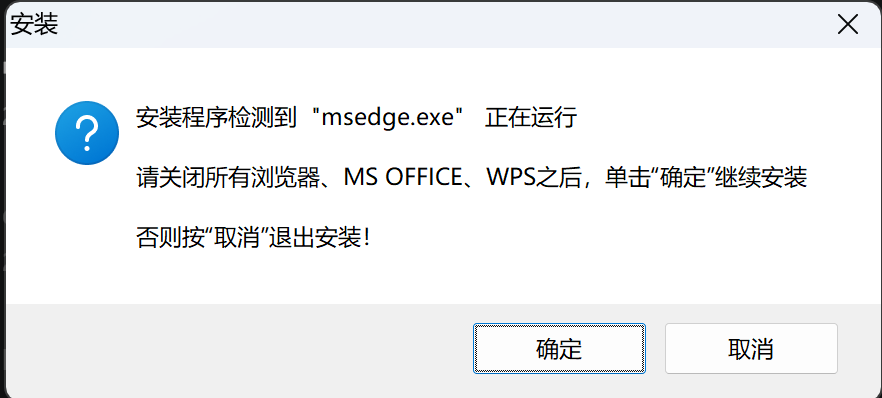 安装
安装程序检测到 "msedge.exe" 正在运行
请关闭所有浏览器、MS OFFICE、WPS之后，单击“确定”继续安装
否则按“取消”退出安装！
确定
取消